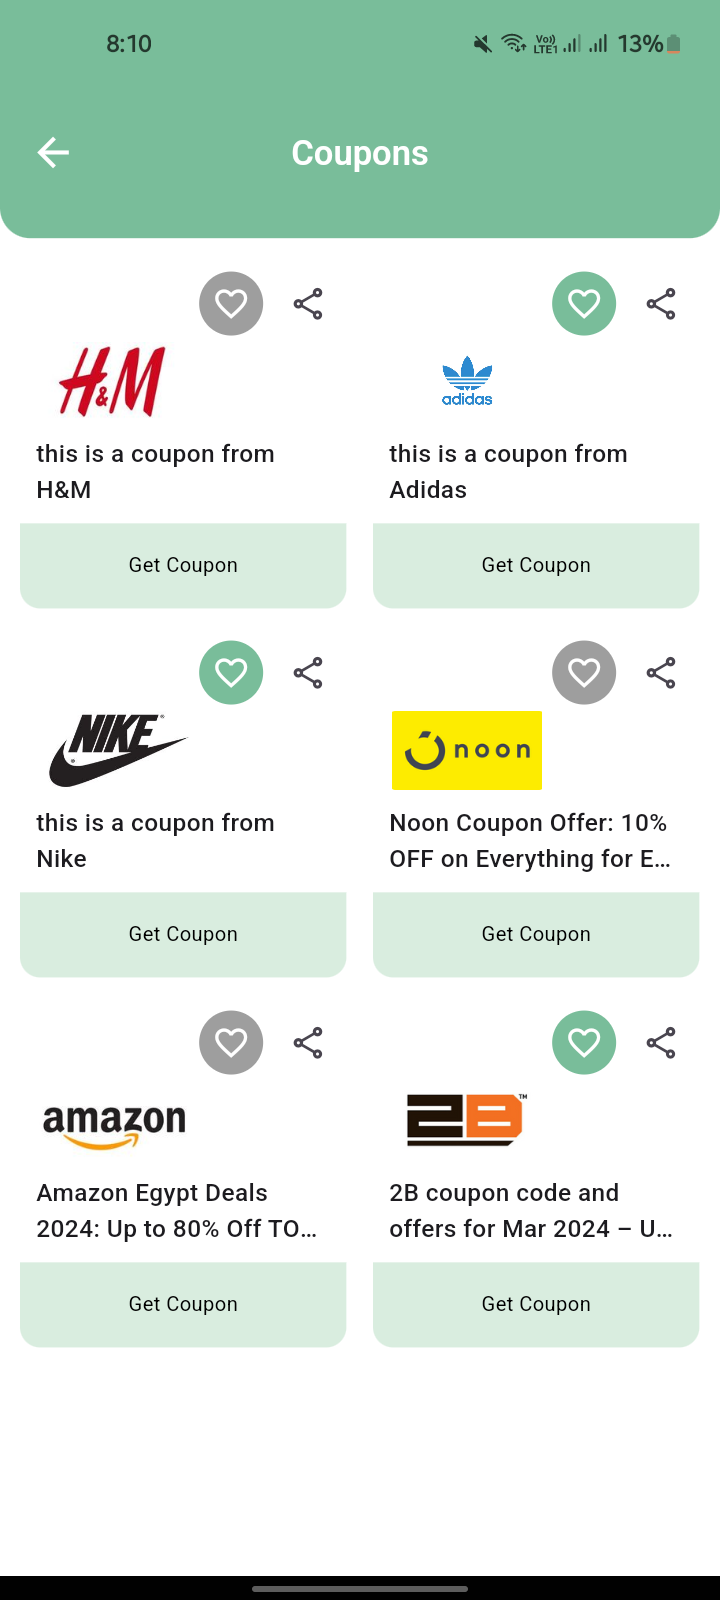 8:10
Vo))
LTE1
13%
Coupons
H&M
adidas
this is a coupon from
H&M
this is a coupon from
Adidas
Get Coupon
Get Coupon
NIKE
noon
this is a coupon from
Nike
Noon Coupon Offer: 10%
OFF on Everything for E...
Get Coupon
Get Coupon
amazon
2B™
Amazon Egypt Deals
2024: Up to 80% Off TO...
2B coupon code and
offers for Mar 2024 – U...
Get Coupon
Get Coupon